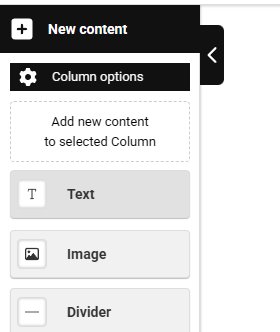 New content
Column options
Add new content
to selected Column
Text
Image
Divider